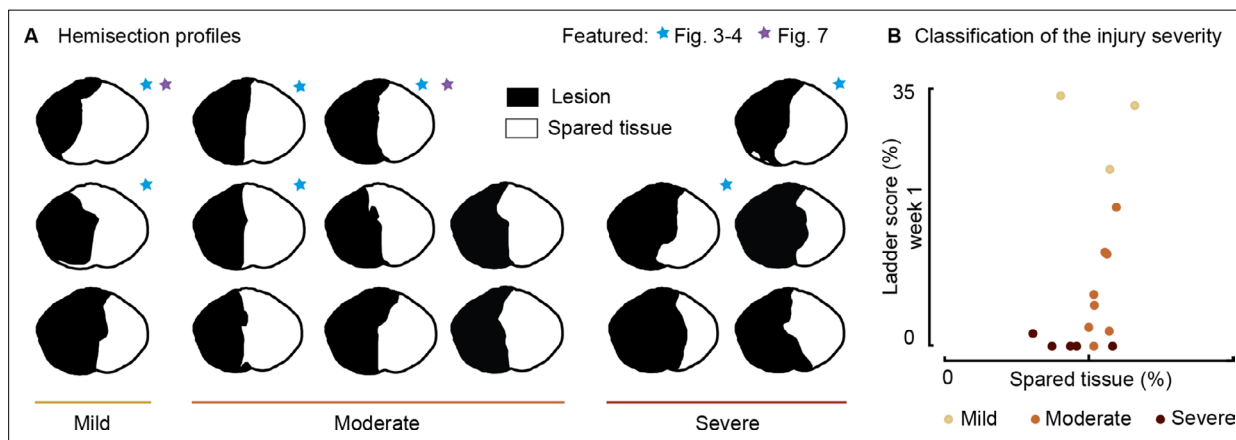 A Hemisection profiles
Featured: Fig. 3-4 Fig. 7
Lesion
Spared tissue
Mild
Moderate
Severe
B Classification of the injury severity
35
Ladder score (%)
week 1
0
0
Spared tissue (%)
Mild Moderate Severe